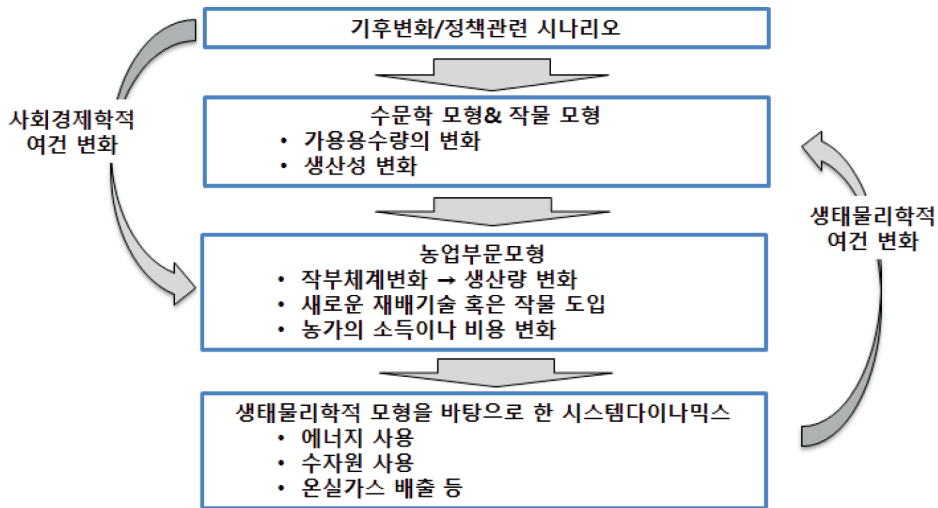 기후변화/정책관련 시나리오
사회경제학적
여건 변화
수문학 모형& 작물 모형
• 가용용수량의 변화
• 생산성 변화
생태물리학적
여건 변화
농업부문모형
• 작부체계변화 → 생산량 변화
• 새로운 재배기술 혹은 작물 도입
• 농가의 소득이나 비용 변화
생태물리학적 모형을 바탕으로 한 시스템다이나믹스
• 에너지 사용
• 수자원 사용
• 온실가스 배출 등